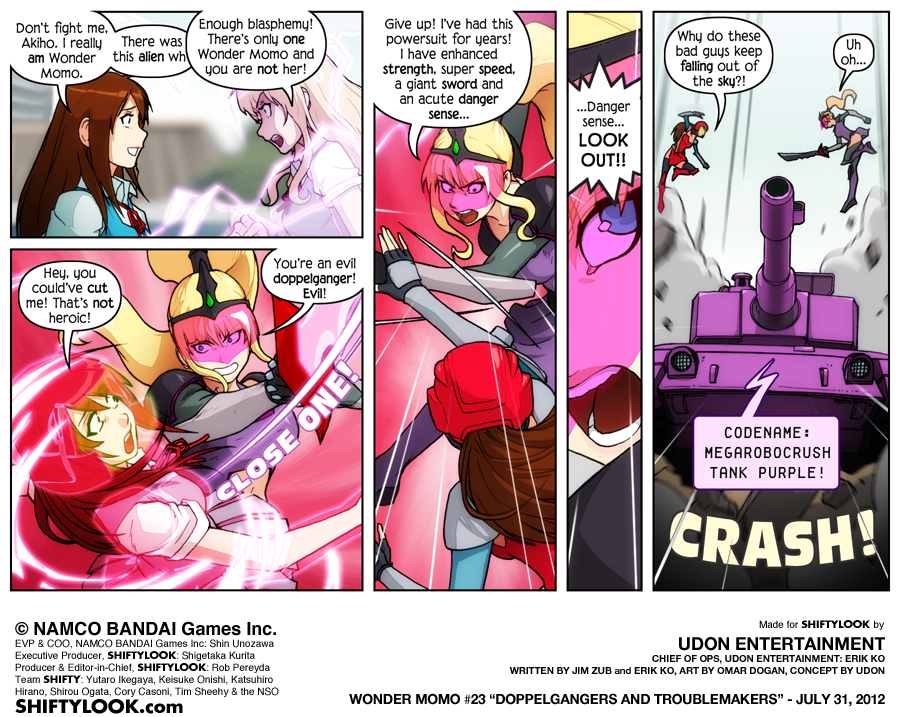 Don't fight me,
Akiho. I really
am Wonder
Momo.
There was
this alien wh
Enough blasphemy!
There's only one
Wonder Momo and
you are not her!
Hey, you
could've cut
me! That's not
heroic!
You're an evil
doppelganger!
Evil!
CLOSE ONE!
Give up! I've had this
powersuit for years!
I have enhanced
strength, super speed,
a giant sword and
an acute danger
sense...
...Danger
sense...
LOOK
OUT!!
Why do these
bad guys keep
falling out of
the sky?!
Uh
oh...
CODENAME:
MEGAROBOCRUSH
TANK PURPLE!
CRASH!
© NAMCO BANDAI Games Inc.
EVP & COO, NAMCO BANDAI Games Inc: Shin Unozawa
Executive Producer, SHIFTYLOOK: Shigetaka Kurita
Producer & Editor-in-Chief, SHIFTYLOOK: Rob Pereyda
Team SHIFTY: Yutaro Ikegaya, Keisuke Onishi, Katsuhiro
Hirano, Shirou Ogata, Cory Casoni, Tim Sheehy & the NSO
SHIFTYLOOK.com
Made for SHIFTYLOOK by
UDON ENTERTAINMENT
CHIEF OF OPS, UDON ENTERTAINMENT: ERIK KO
WRITTEN BY JIM ZUB and ERIK KO, ART BY OMAR DOGAN, CONCEPT BY UDON
WONDER MOMO #23 "DOPPELGANGERS AND TROUBLEMAKERS" - JULY 31, 2012